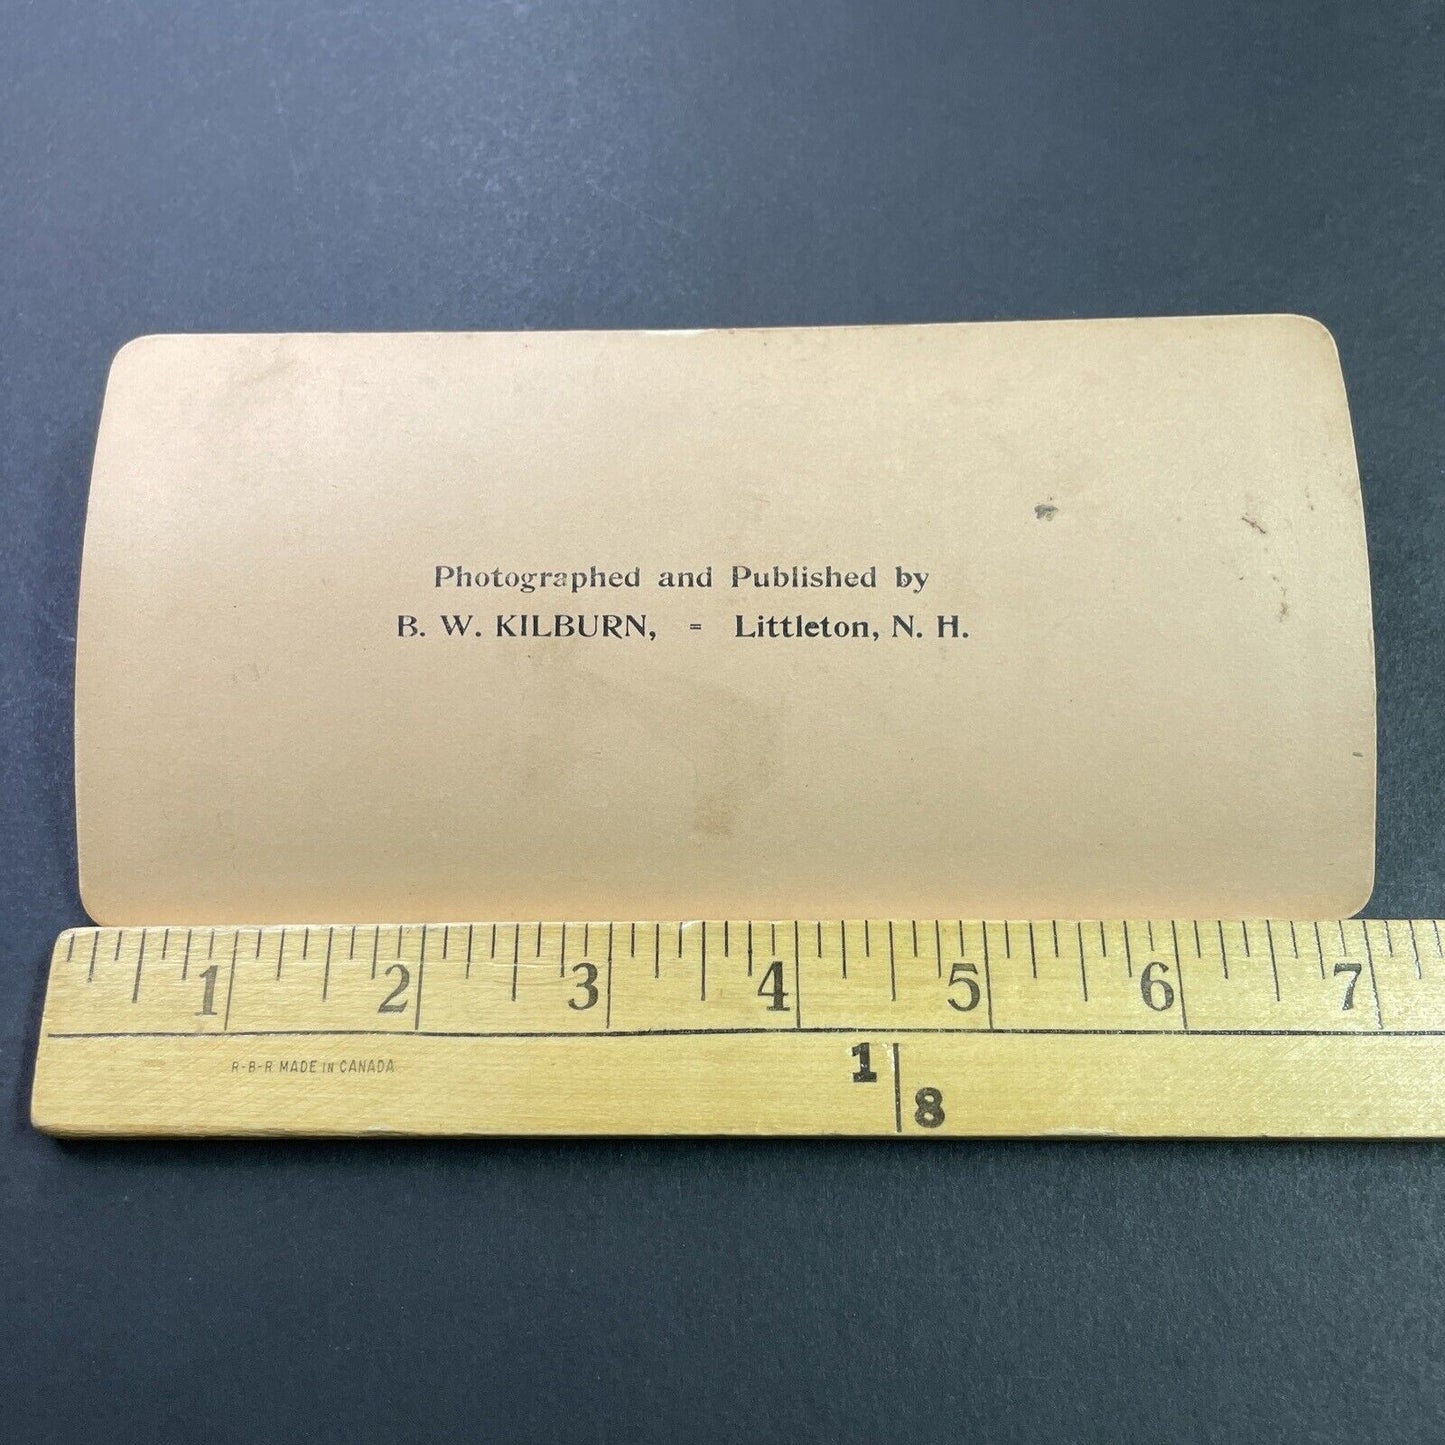 Photographed and Published by
B. W. KILBURN, = Littleton, N. H.
1 2 3 4 5 6 7
R-B-R MADE IN CANADA
1 | 8